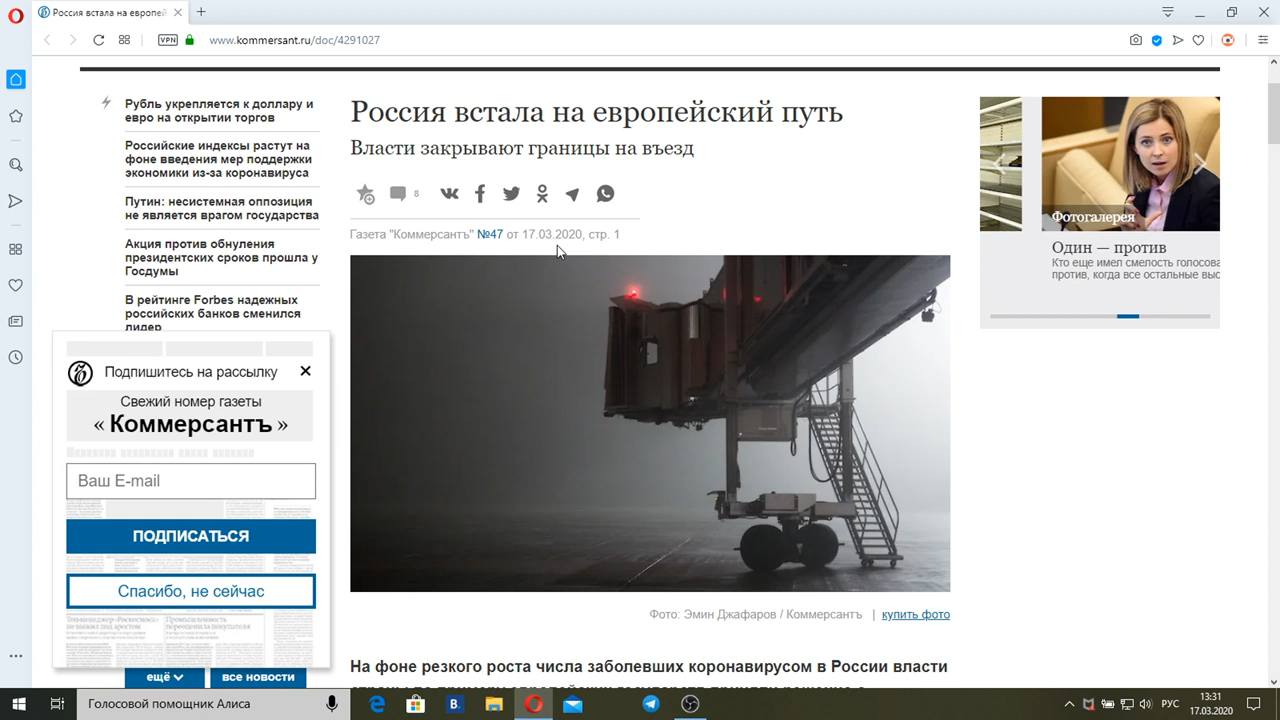 Россия встала на европей
www.kommersant.ru/doc/4291027
VPN
Рубль укрепляется к доллару и
евро на открытии торгов
Российские индексы растут на
фоне введения мер поддержки
экономики из-за коронавируса
Путин: несистемная оппозиция
не является врагом государства
Акция против обнуления
президентских сроков прошла у
Госдумы
В рейтинге Forbes надежных
российских банков сменился
лидер
Подпишитесь на рассылку
Свежий номер газеты
« Коммерсантъ »
Ваш E-mail
ПОДПИСАТЬСЯ
Спасибо, не сейчас
ещё
все новости
Россия встала на европейский путь
Власти закрывают границы на въезд
8
Газета "Коммерсантъ" №47 от 17.03.2020, стр. 1
Фото: Эмин Джафаров / Коммерсантъ | купить фото
На фоне резкого роста числа заболевших коронавирусом в России власти
Фотогалерея
Один — против
Кто еще имел смелость голосова
против, когда все остальные выс
Голосовой помощник Алиса
РУС
13:31
17.03.2020